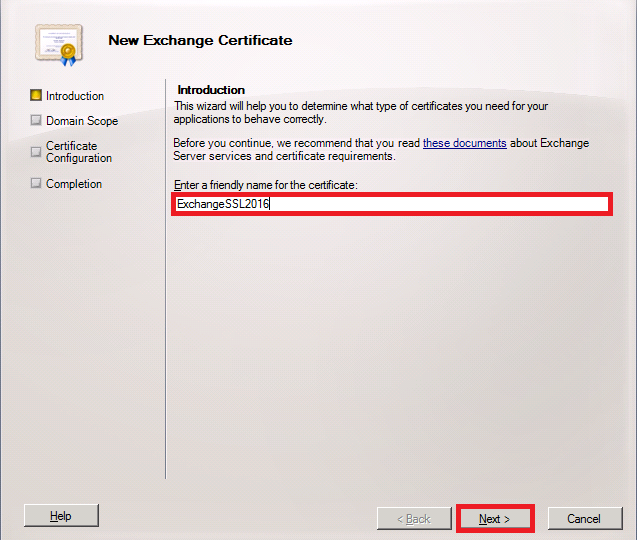 New Exchange Certificate
Introduction
Domain Scope
Certificate
Configuration
Completion
Introduction
This wizard will help you to determine what type of certificates you need for your
applications to behave correctly.
Before you continue, we recommend that you read these documents about Exchange
Server services and certificate requirements.
Enter a friendly name for the certificate:
ExchangeSSL2016
Help
< Back
Next >
Cancel